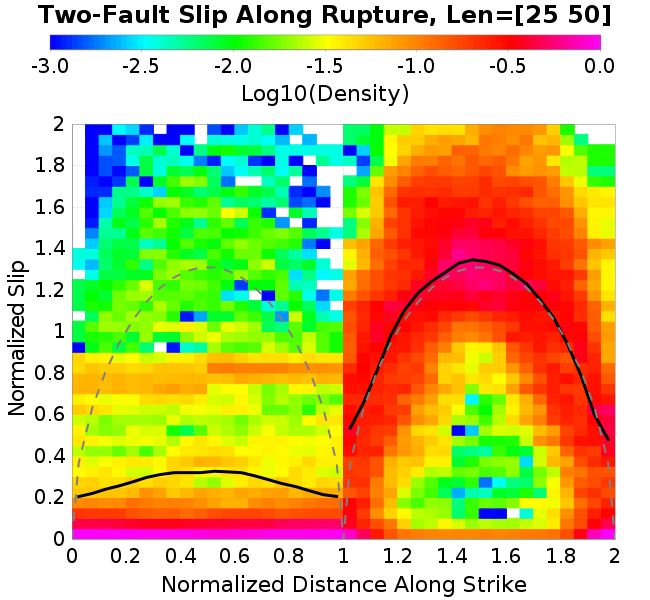 Two-Fault Slip Along Rupture, Len=[25 50]
-3.0 -2.5 -2.0 -1.5 -1.0 -0.5 0.0
Log10(Density)
2
1.8
1.6
1.4
1.2
1
0.8
0.6
0.4
0.2
0
Normalized Slip
0 0.2 0.4 0.6 0.8 1 1.2 1.4 1.6 1.8 2
Normalized Distance Along Strike